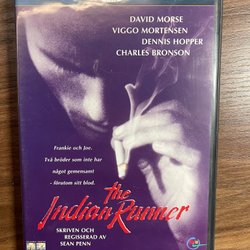 DAVID MORSE
VIGGO MORTENSEN
DENNIS HOPPER
CHARLES BRONSON
Frankie och Joe.
Två bröder som inte har
något gemensamt
- förutom sitt blod.
the
Indian Runner
SKRIVEN OCH
REGISSERAD AV
SEAN PENN